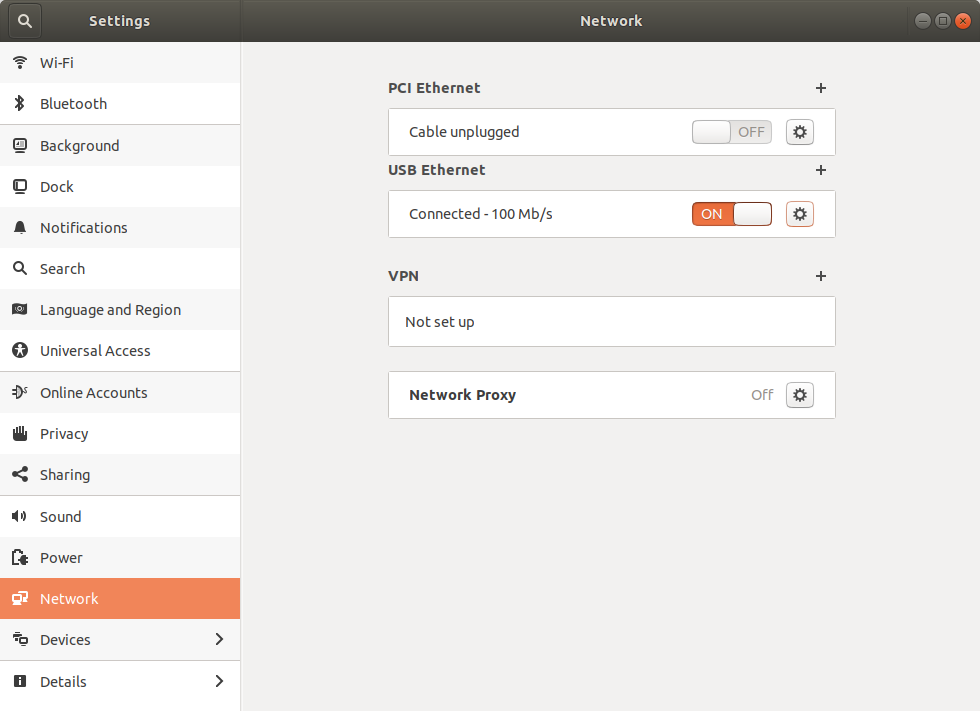 Settings
Network
Wi-Fi
Bluetooth
Background
Dock
Notifications
Search
Language and Region
Universal Access
Online Accounts
Privacy
Sharing
Sound
Power
Network
Devices
Details
PCI Ethernet
Cable unplugged OFF
USB Ethernet
Connected - 100 Mb/s ON
VPN
Not set up
Network Proxy Off